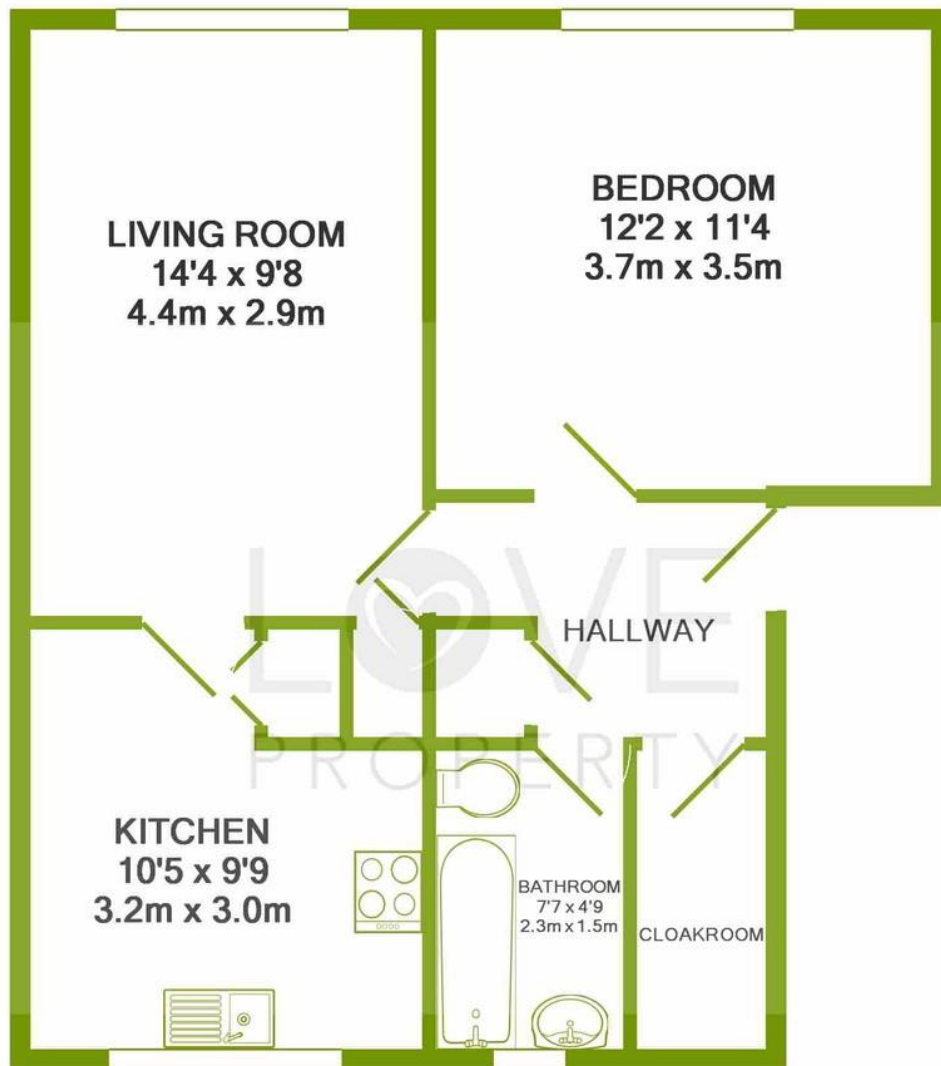 LIVING ROOM
14'4 x 9'8
4.4m x 2.9m
BEDROOM
12'2 x 11'4
3.7m x 3.5m
HALLWAY
LOVE
PROPERTY
KITCHEN
10'5 x 9'9
3.2m x 3.0m
BATHROOM
7'7 x 4'9
2.3m x 1.5m
CLOAKROOM